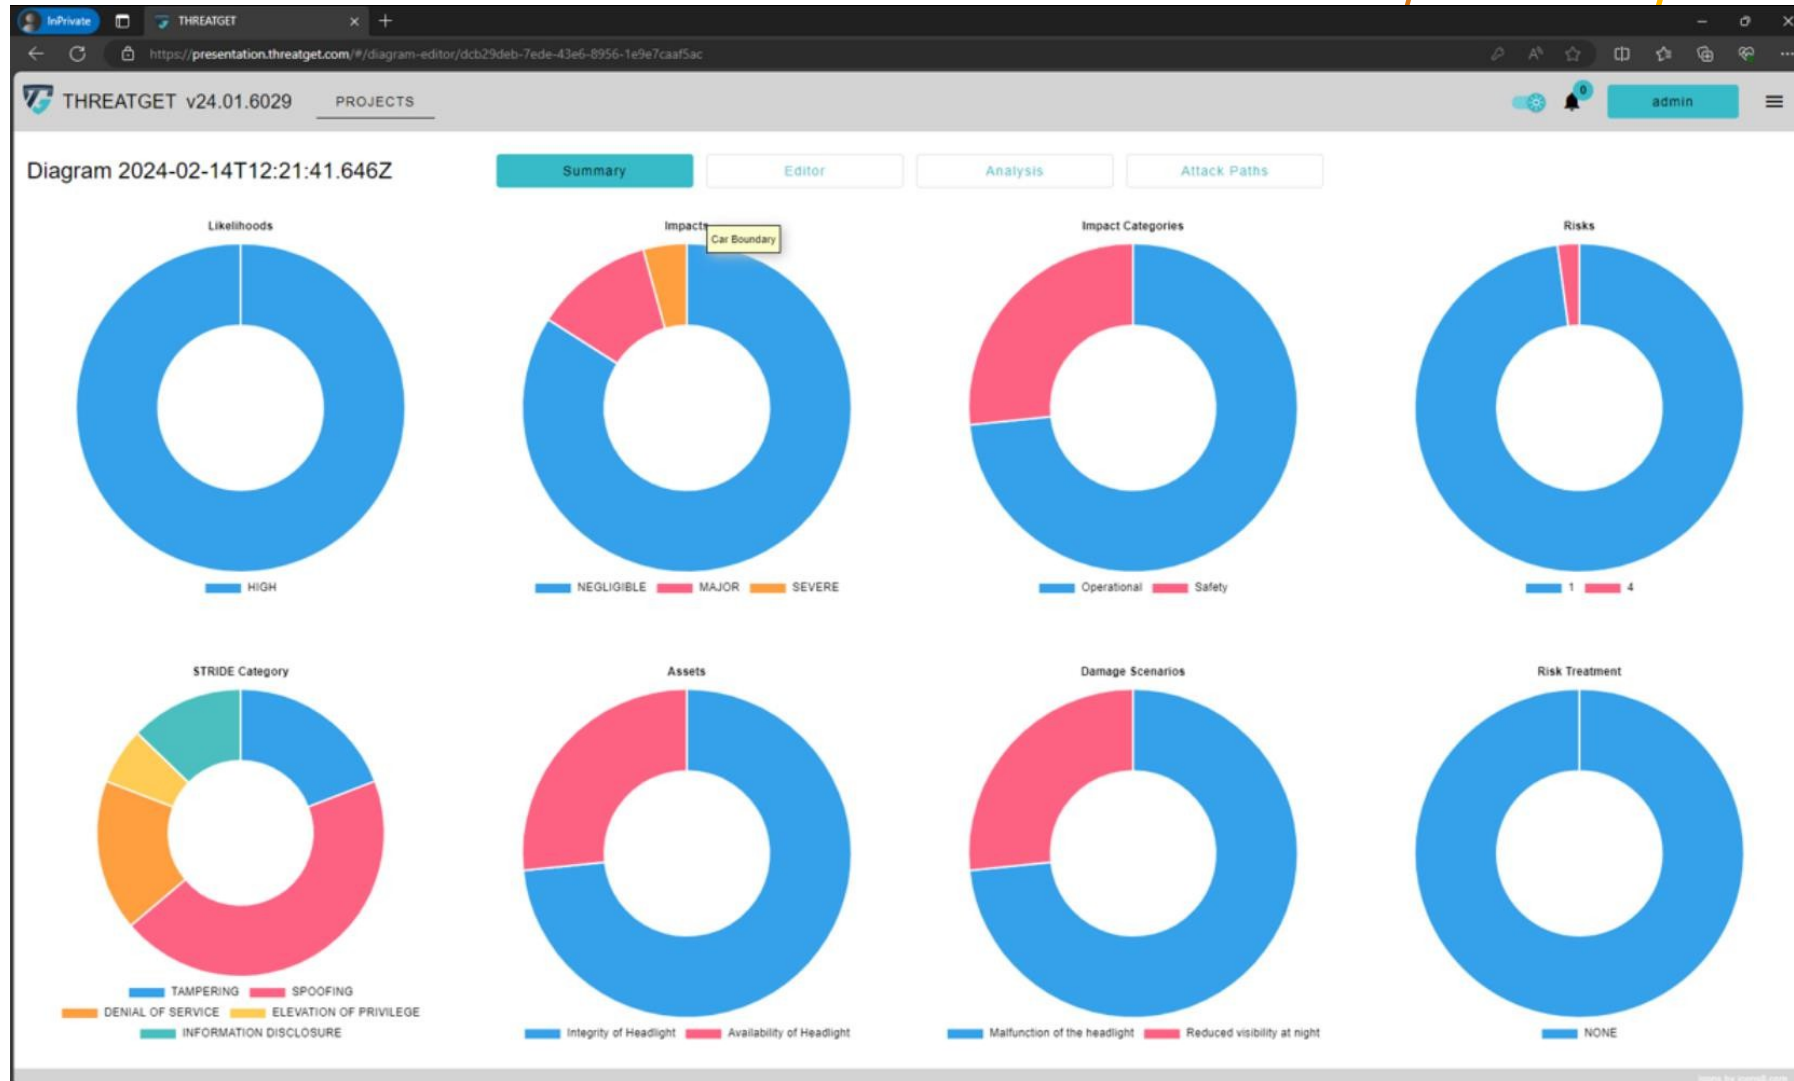 InPrivate THREATGET
https://presentation.threatget.com/#/diagram-editor/dcb29deb-7ede-43e6-8956-1e9e7caaf5ac
THREATGET v24.01.6029 PROJECTS 0 admin
Diagram 2024-02-14T12:21:41.646Z Summary Editor Analysis Attack Paths
Likelihoods Impacts Impact Categories Risks
Car Boundary
HIGH NEGLIGIBLE MAJOR SEVERE Operational Safety 1 4
STRIDE Category Assets Damage Scenarios Risk Treatment
TAMPERING SPOOFING
DENIAL OF SERVICE ELEVATION OF PRIVILEGE
INFORMATION DISCLOSURE Integrity of Headlight Availability of Headlight Malfunction of the headlight Reduced visibility at night NONE